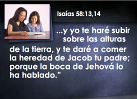 Isaías 58:13,14
...y yo te haré subir
sobre las alturas
de la tierra, y te daré a comer
la heredad de Jacob tu padre;
porque la boca de Jehová lo
ha hablado."